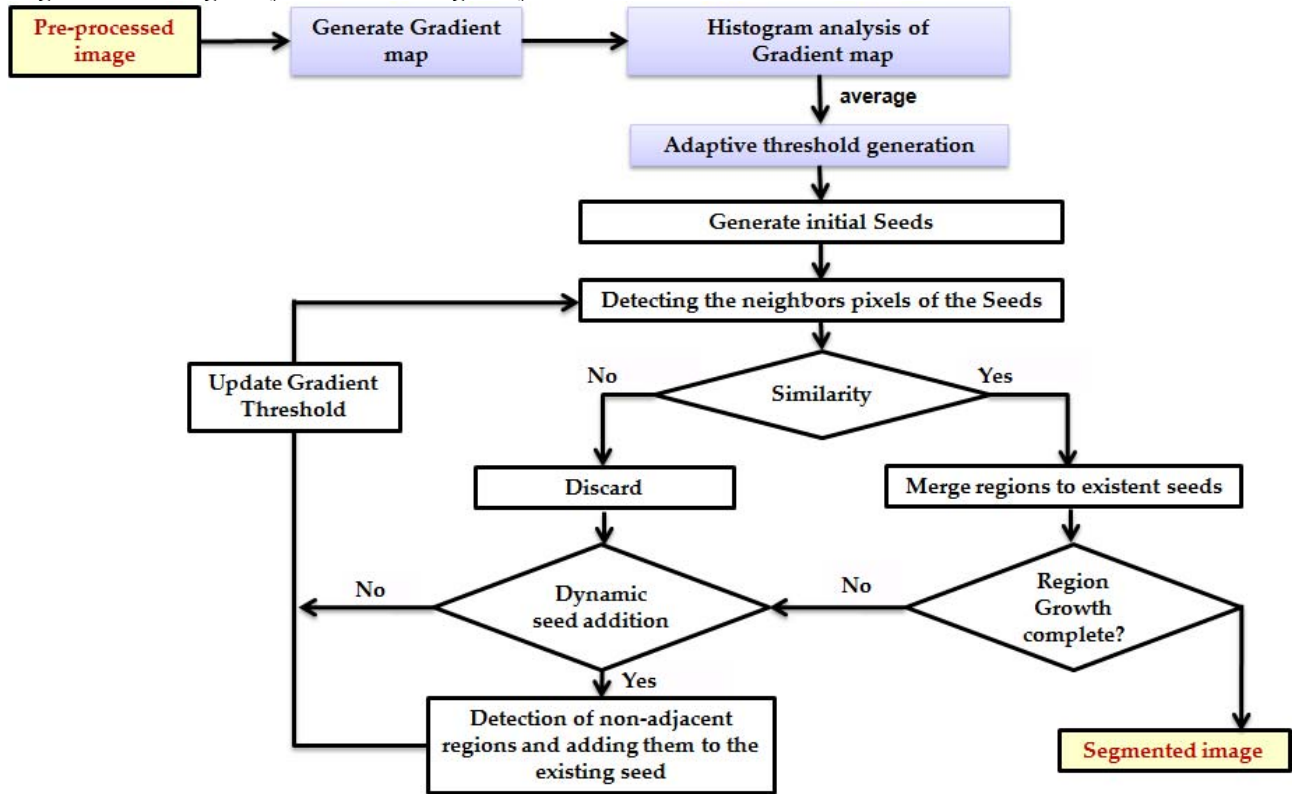 Pre-processed
image
Generate Gradient
map
Histogram analysis of
Gradient map
average
Adaptive threshold generation
Generate initial Seeds
Detecting the neighbors pixels of the Seeds
Update Gradient
Threshold
No
Similarity
Yes
Discard
Merge regions to existent seeds
No
Dynamic
seed addition
No
Region
Growth
complete?
Yes
Detection of non-adjacent
regions and adding them to the
existing seed
Segmented image